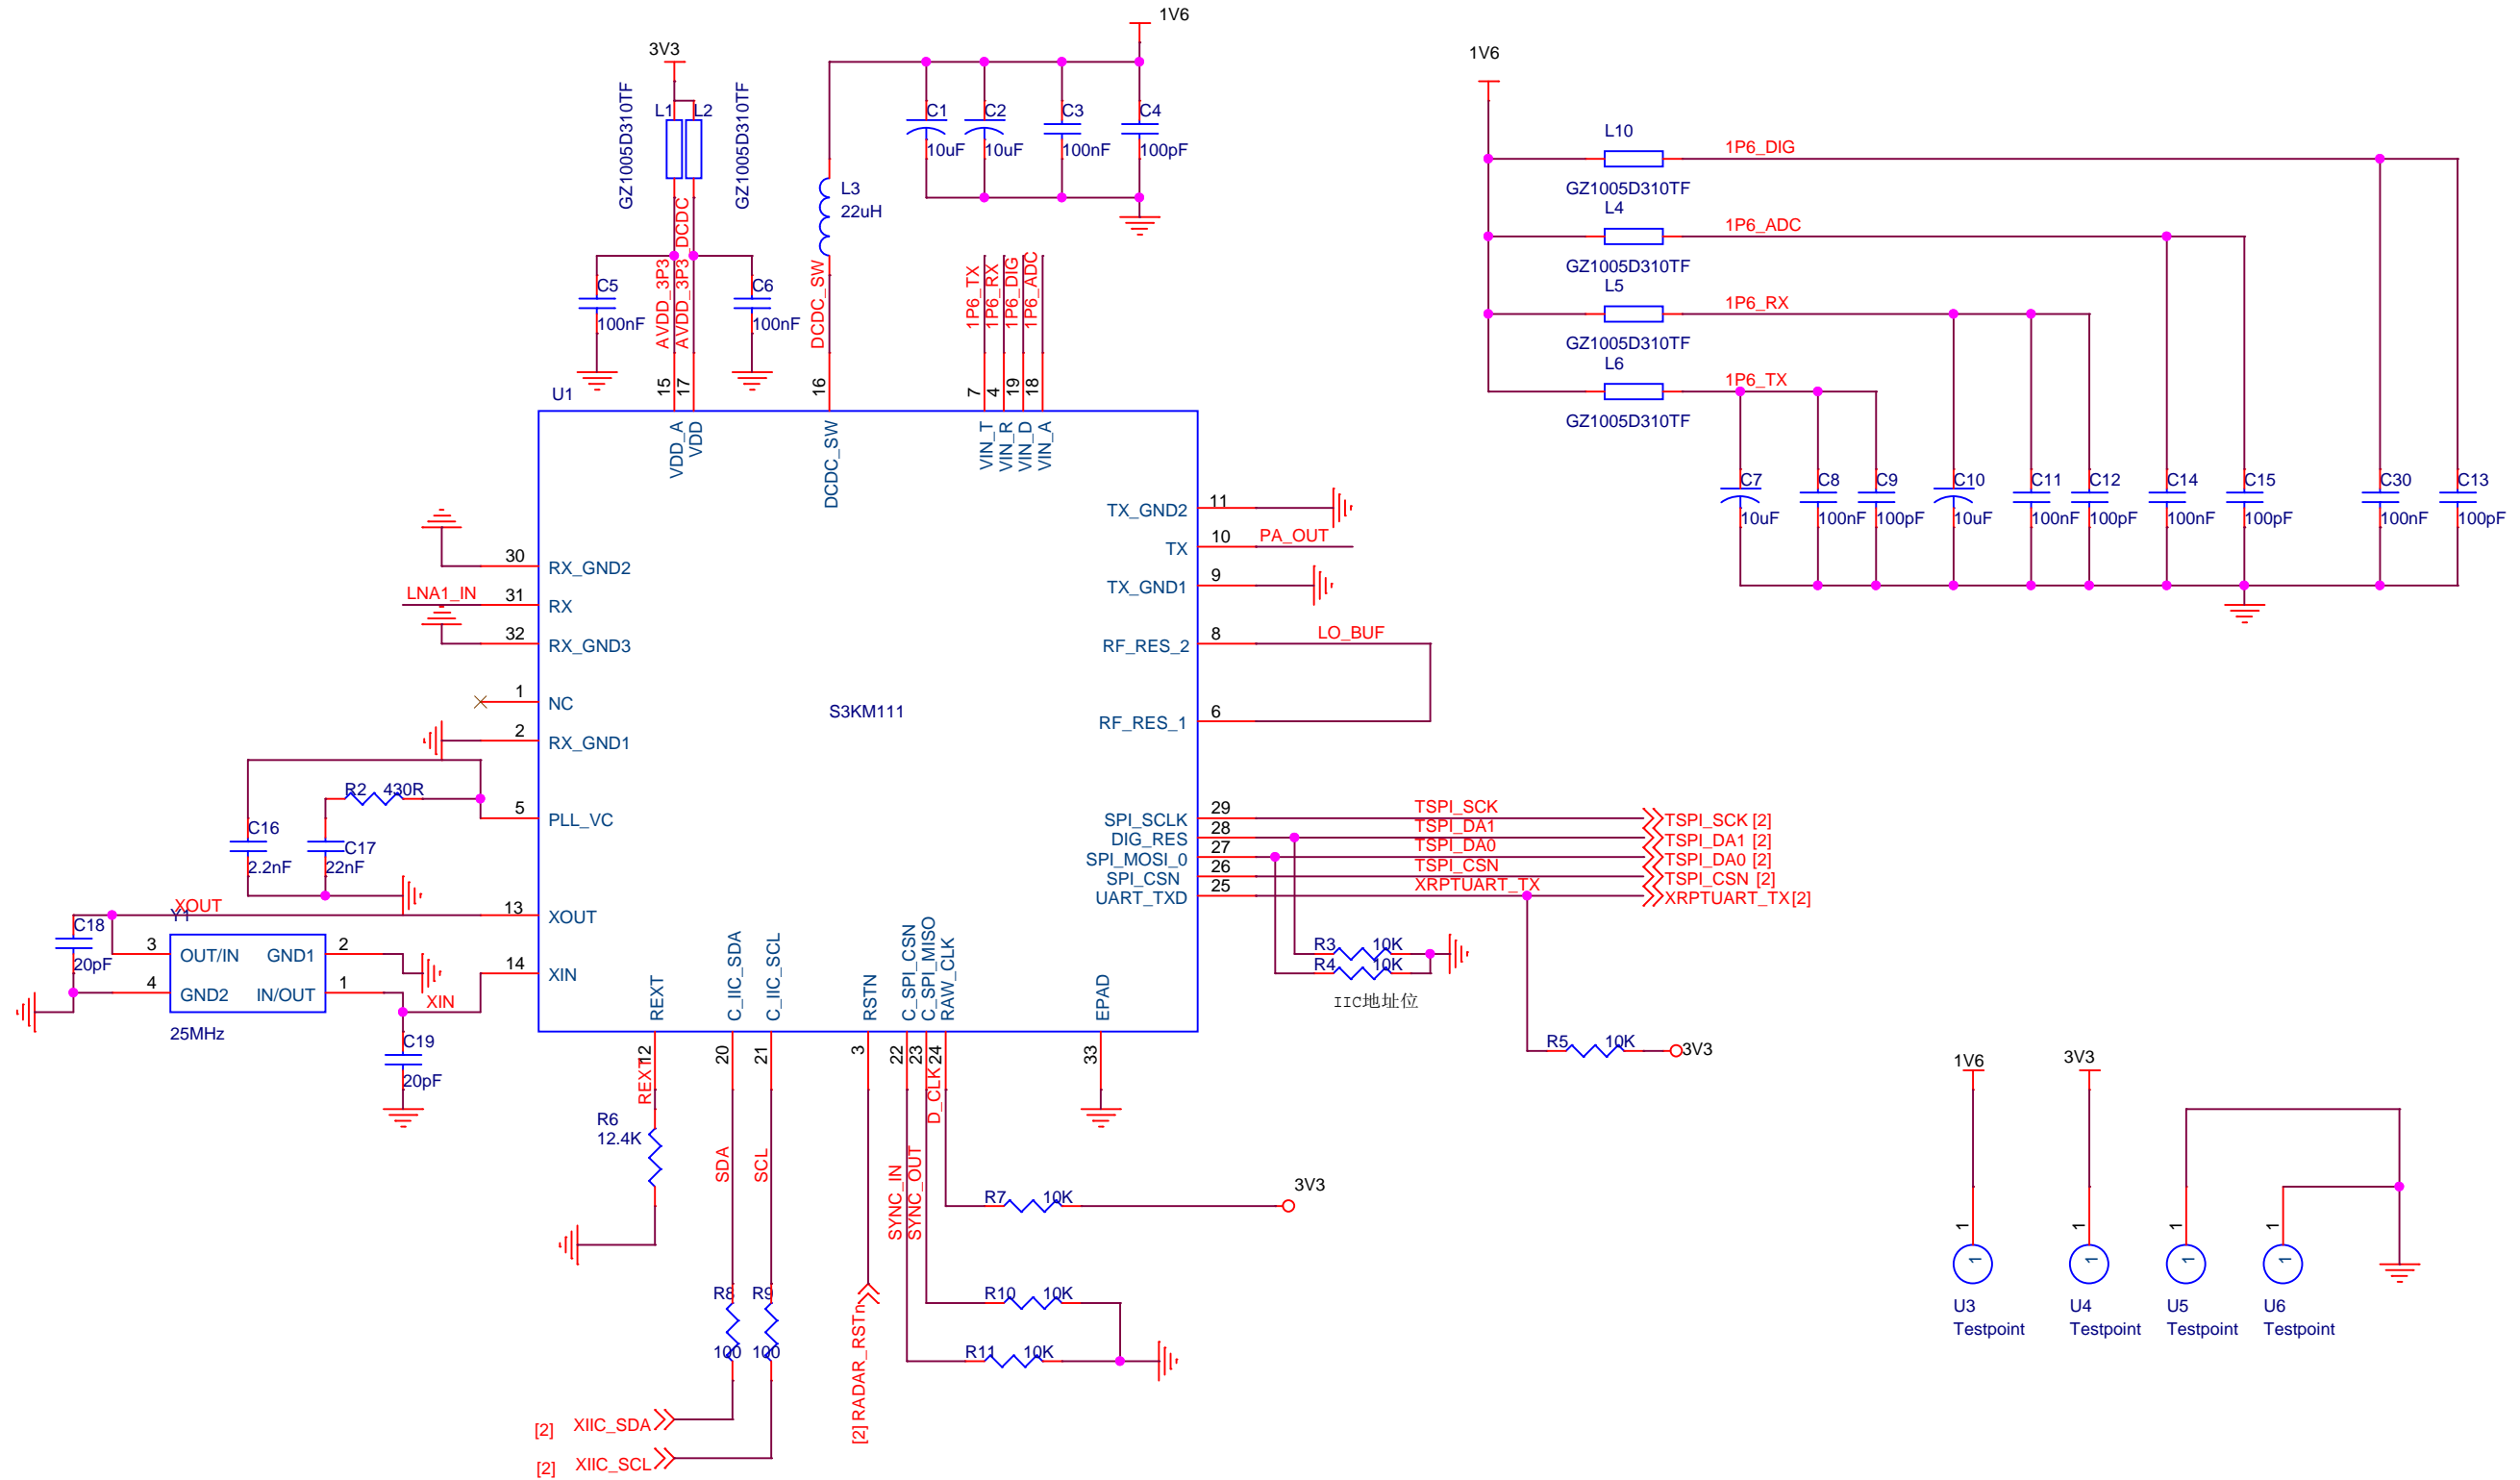 1V6
3V3
1V6
GZ1005D310TF
L1
L2
GZ1005D310TF
C1
10uF
C2
10uF
C3
100nF
C4
100pF
L3
22uH
L10
1P6_DIG
GZ1005D310TF
L4
1P6_ADC
GZ1005D310TF
L5
1P6_RX
GZ1005D310TF
L6
1P6_TX
GZ1005D310TF
C5
100nF
AVDD_3P3
AVDD_3P3_DCDC
C6
100nF
DCDC_SW
1P6_TX
1P6_RX
1P6_DIG
1P6_ADC
U1
15
17
16
7
4
19
18
VDD_A
VDD
DCDC_SW
VIN_T
VIN_R
VIN_D
VIN_A
C7
10uF
C8
100nF
C9
100pF
C10
10uF
C11
100nF
C12
100pF
C14
100nF
C15
100pF
C30
100nF
C13
100pF
TX_GND2
11
TX
10
PA_OUT
TX_GND1
9
RF_RES_2
8
LO_BUF
RF_RES_1
6
30
RX_GND2
LNA1_IN
31
RX
32
RX_GND3
1
NC
S3KM111
2
RX_GND1
R2 430R
5
PLL_VC
C16
2.2nF
C17
22nF
SPI_SCLK
29
TSPI_SCK
TSPI_SCK [2]
DIG_RES
28
TSPI_DA1
TSPI_DA1 [2]
SPI_MOSI_0
27
TSPI_DA0
TSPI_DA0 [2]
SPI_CSN
26
TSPI_CSN
TSPI_CSN [2]
UART_TXD
25
XRPTUART_TX
XRPTUART_TX[2]
XOUT
Y1
13
XOUT
C18
20pF
3
OUT/IN
GND1
2
4
GND2
IN/OUT
1
25MHz
14
XIN
XIN
C19
20pF
R3 10K
R4 10K
IIC地址位
R5 10K
3V3
REXT
C_IIC_SDA
C_IIC_SCL
RSTN
C_SPI_CSN
C_SPI_MISO
RAW_CLK
EPAD
12
20
21
3
22
23
24
33
REXT
D_CLK
R6
12.4K
SDA
SCL
SYNC_IN
SYNC_OUT
R7 10K
3V3
R8
100
R9
100
R10 10K
R11 10K
[2] RADAR_RSTn
[2] XIIC_SDA
[2] XIIC_SCL
1V6
3V3
1
1
1
1
1
1
1
1
U3
Testpoint
U4
Testpoint
U5
Testpoint
U6
Testpoint